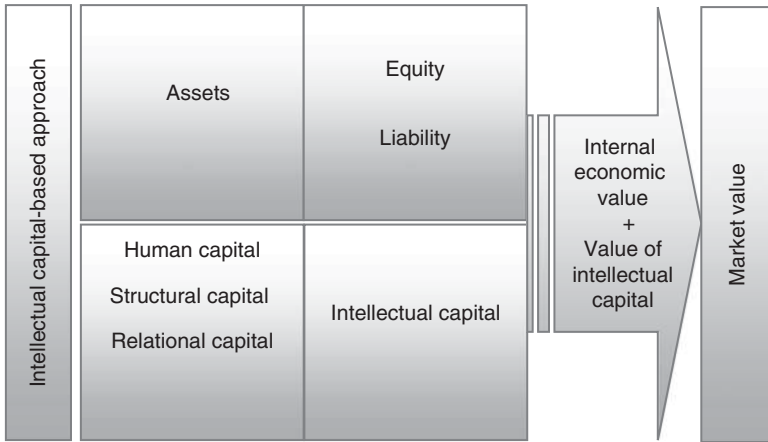 Intellectual capital-based approach
Assets
Equity
Liability
Human capital
Structural capital
Relational capital
Intellectual capital
Internal
economic
value
+
Value of
intellectual
capital
Market value